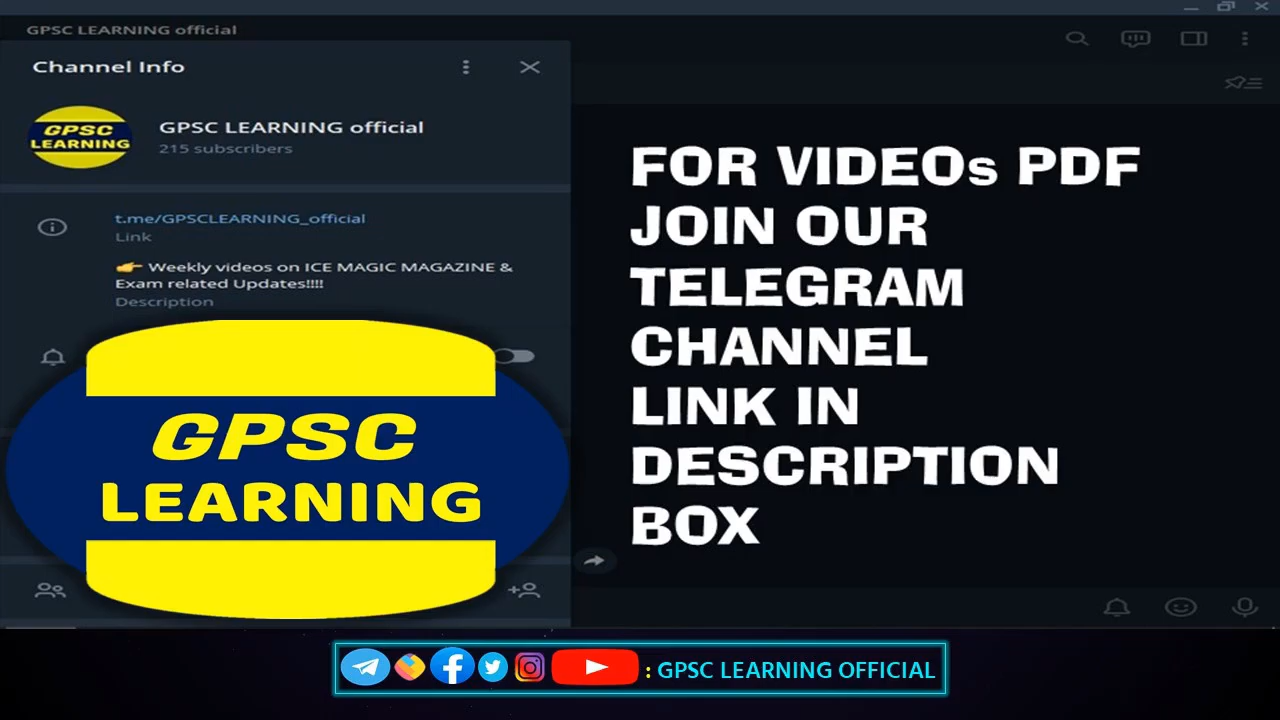 GPSC LEARNING official
Channel Info
GPSC
LEARNING
GPSC LEARNING official
215 subscribers
t.me/GPSCLEARNING_official
Link
👉 Weekly videos on ICE MAGIC MAGAZINE &
Exam related Updates!!!!
Description
GPSC
LEARNING
FOR VIDEOs PDF
JOIN OUR
TELEGRAM
CHANNEL
LINK IN
DESCRIPTION
BOX
: GPSC LEARNING OFFICIAL